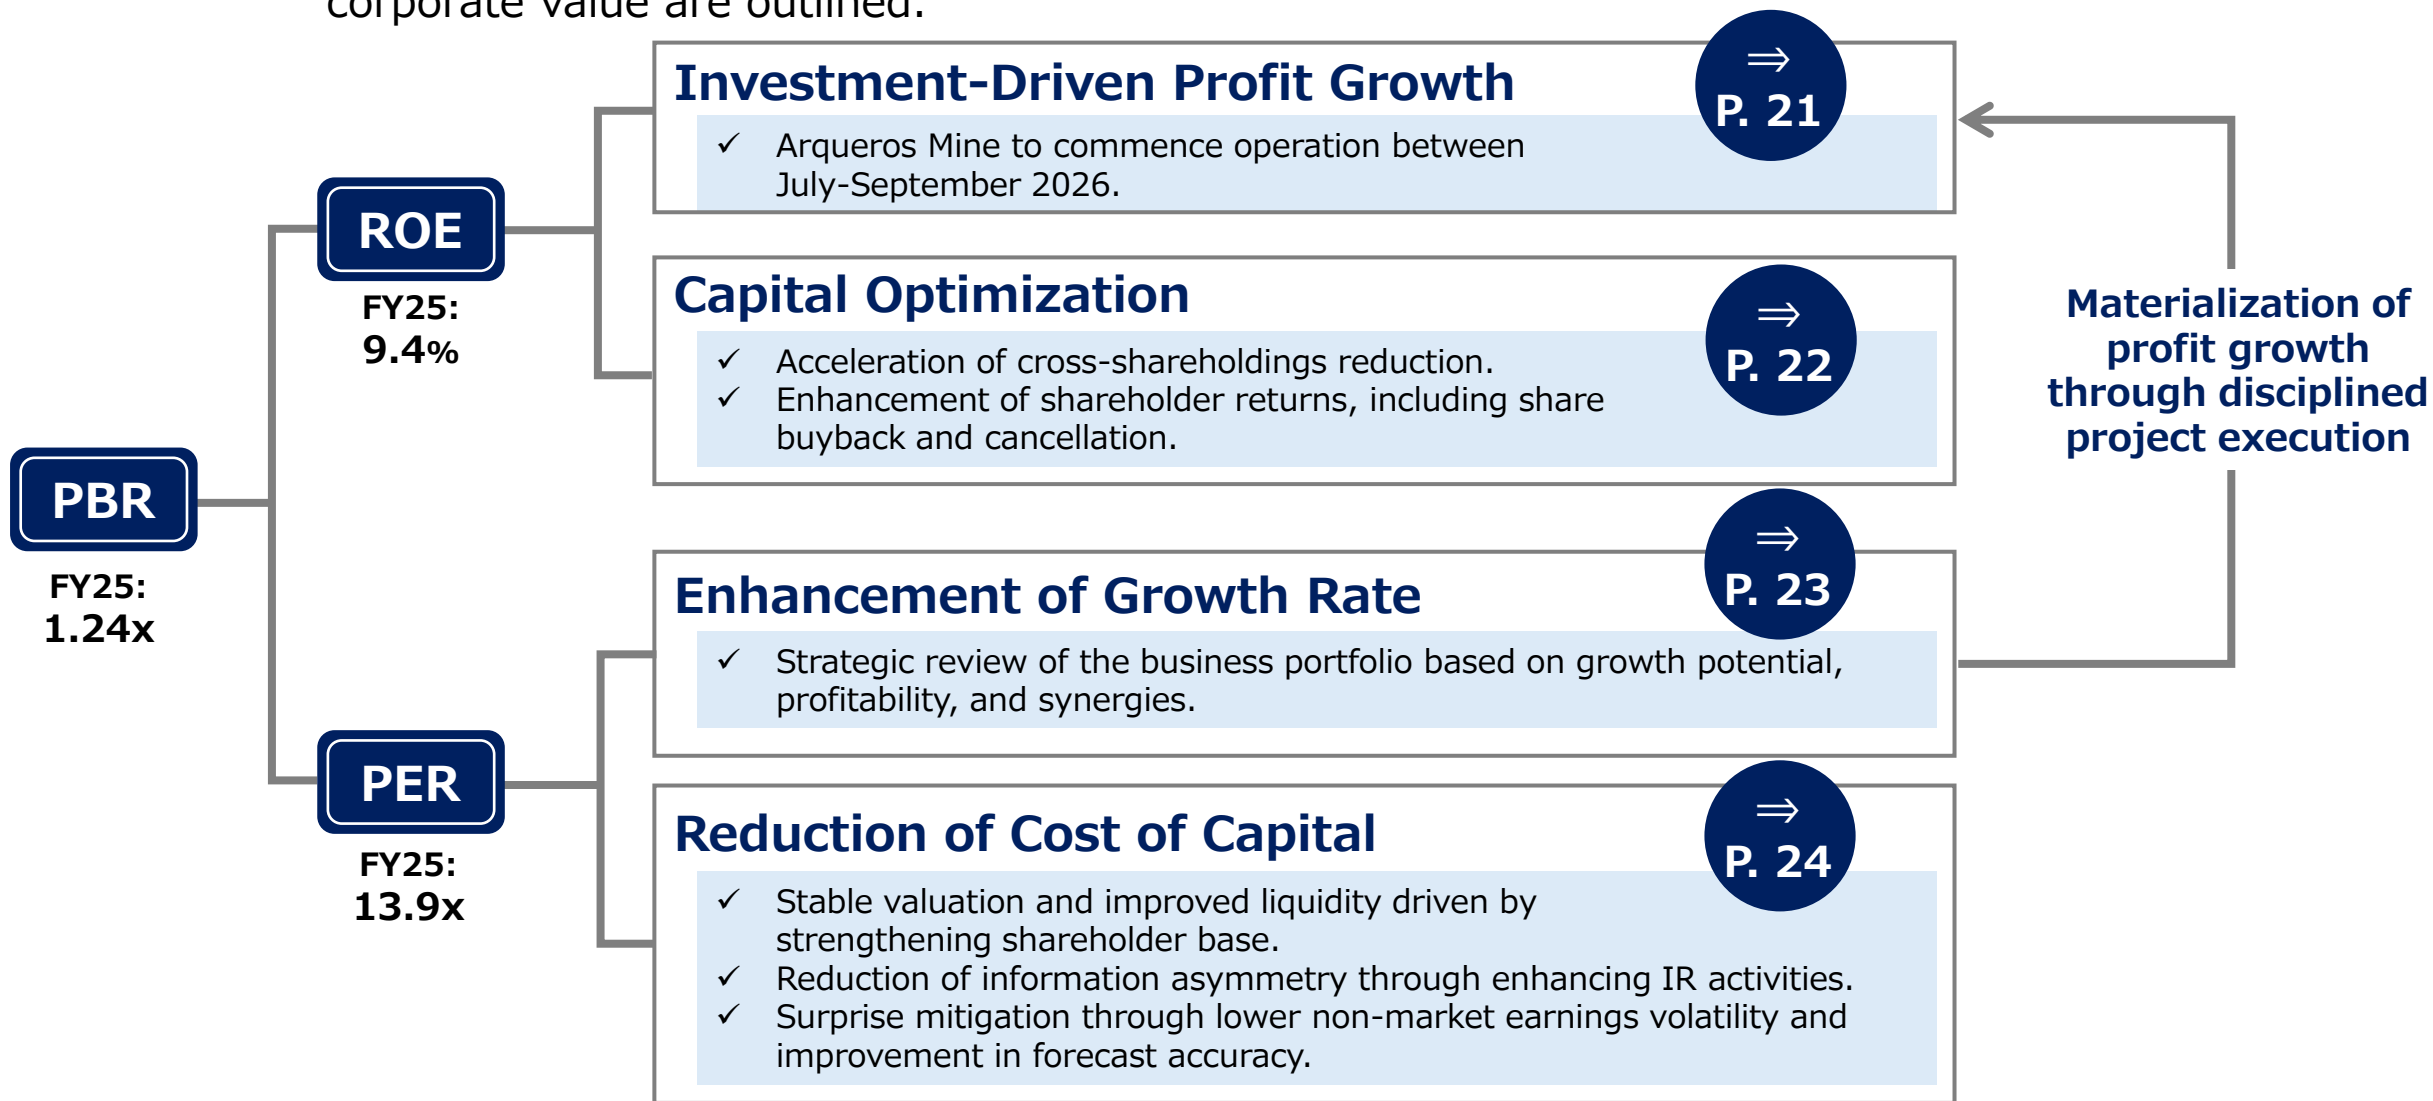 corporate value are outlined.
Investment-Driven Profit Growth
⇒
P. 21
✓ Arqueros Mine to commence operation between
July-September 2026.
ROE
FY25:
9.4%
Capital Optimization
⇒
P. 22
✓ Acceleration of cross-shareholdings reduction.
✓ Enhancement of shareholder returns, including share
buyback and cancellation.
Materialization of
profit growth
through disciplined
project execution
PBR
FY25:
1.24x
Enhancement of Growth Rate
⇒
P. 23
✓ Strategic review of the business portfolio based on growth potential,
profitability, and synergies.
PER
FY25:
13.9x
Reduction of Cost of Capital
⇒
P. 24
✓ Stable valuation and improved liquidity driven by
strengthening shareholder base.
✓ Reduction of information asymmetry through enhancing IR activities.
✓ Surprise mitigation through lower non-market earnings volatility and
improvement in forecast accuracy.